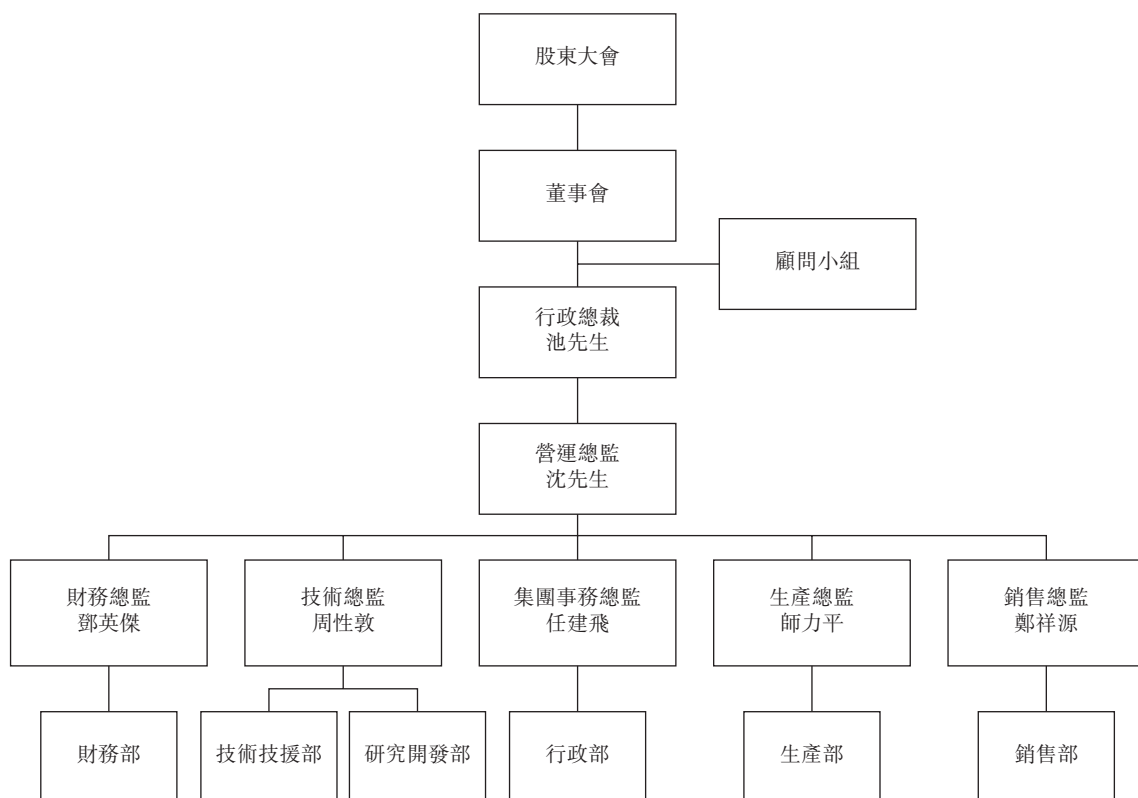 股東大會
董事會
顧問小組
行政總裁
池先生
營運總監
沈先生
財務總監
鄧英傑
技術總監
周性敦
集團事務總監
任建飛
生產總監
師力平
銷售總監
鄭祥源
財務部
技術技援部
研究開發部
行政部
生產部
銷售部